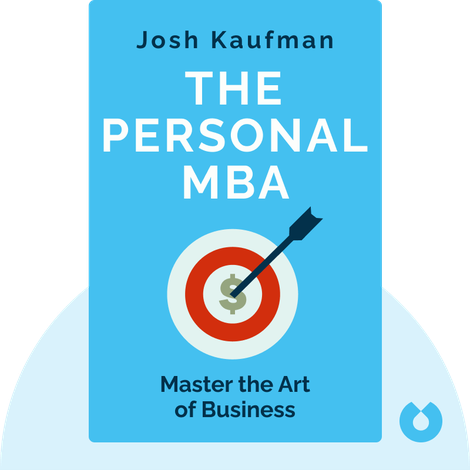 Josh Kaufman
THE
PERSONAL
MBA
$
Master the Art
of Business